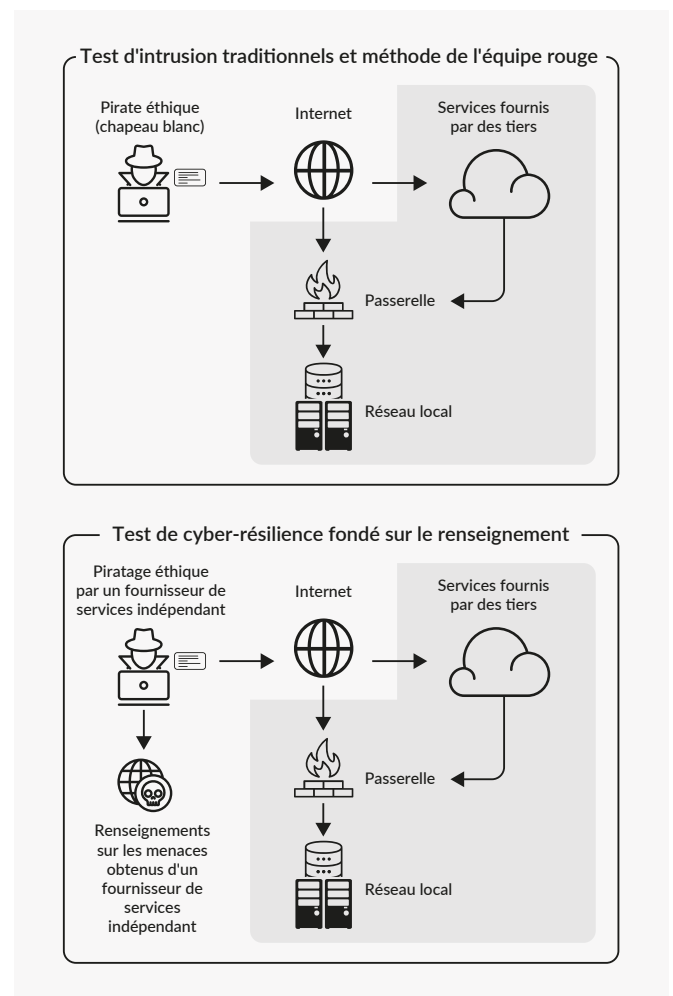 Test d'intrusion traditionnels et méthode de l'équipe rouge
Pirate éthique
(chapeau blanc)
Internet
Services fournis
par des tiers
Passerelle
Réseau local
Test de cyber-résilience fondé sur le renseignement
Piratage éthique
par un fournisseur de
services indépendant
Internet
Services fournis
par des tiers
Passerelle
Renseignements
sur les menaces
obtenus d'un
fournisseur de
services
indépendant
Réseau local